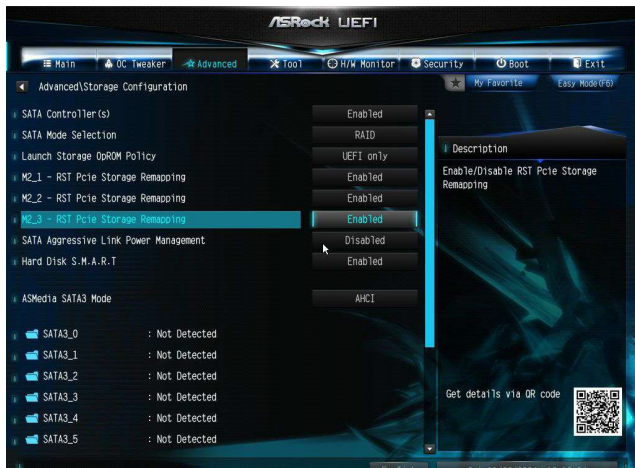 ASRock UEFI
Main OC Tweaker Advanced Tool H/W Monitor Security Boot Exit
Advanced\Storage Configuration
My Favorite Easy Mode(F6)
SATA Controller(s) Enabled
SATA Mode Selection RAID
Launch Storage OpROM Policy UEFI only
M2_1 - RST Pcie Storage Remapping Enabled
M2_2 - RST Pcie Storage Remapping Enabled
M2_3 - RST Pcie Storage Remapping Enabled
SATA Aggressive Link Power Management Disabled
Hard Disk S.M.A.R.T Enabled
ASMedia SATA3 Mode AHCI
SATA3_0 : Not Detected
SATA3_1 : Not Detected
SATA3_2 : Not Detected
SATA3_3 : Not Detected
SATA3_4 : Not Detected
SATA3_5 : Not Detected
Description
Enable/Disable RST Pcie Storage
Remapping
Get details via QR code